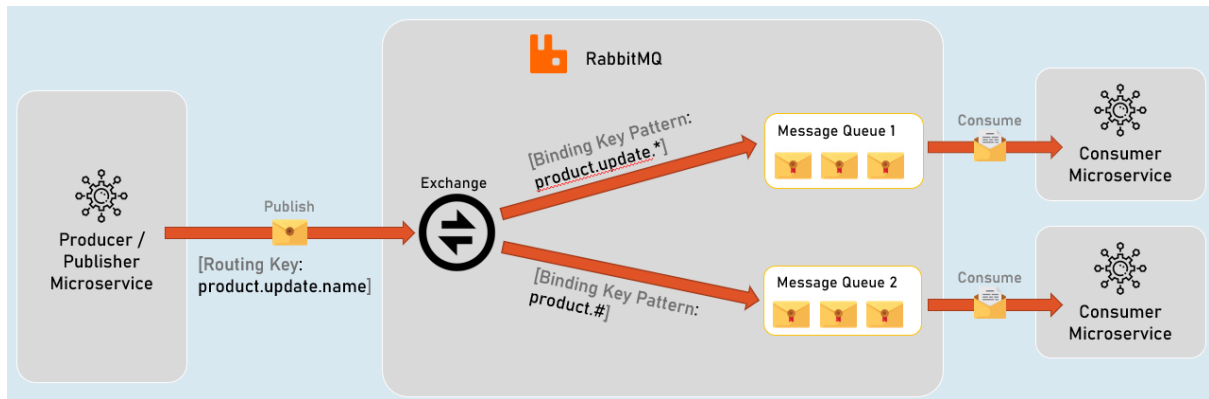 RabbitMQ
Producer /
Publisher
Microservice
Publish
[Routing Key:
product.update.name]
Exchange
[Binding Key Pattern:
product.update.*]
[Binding Key Pattern:
product.#]
Message Queue 1
Message Queue 2
Consume
Consumer
Microservice
Consume
Consumer
Microservice